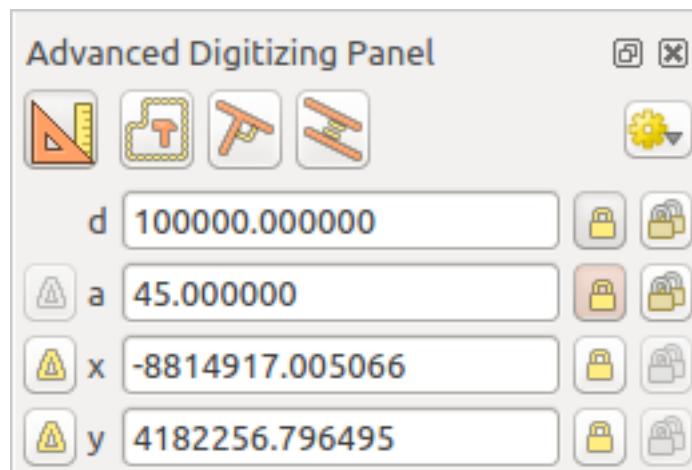 Advanced Digitizing Panel
d 100000.000000
a 45.000000
x -8814917.005066
y 4182256.796495